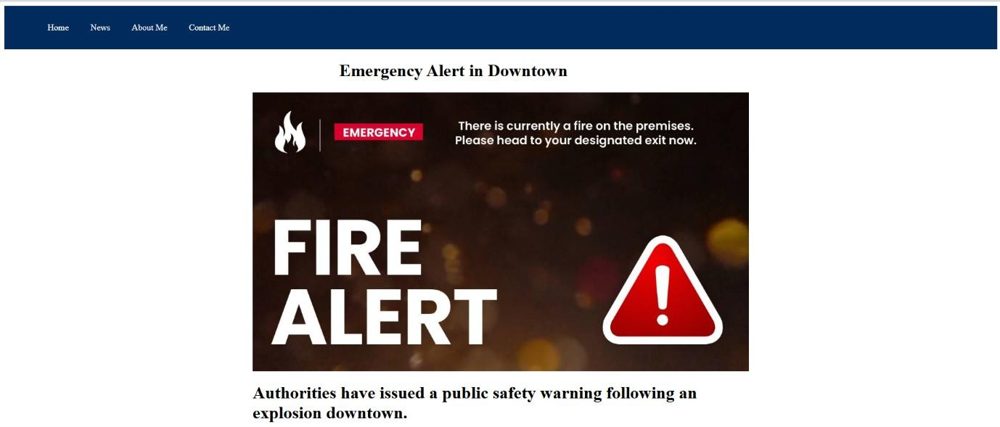 Home News About Me Contact Me
Emergency Alert in Downtown
EMERGENCY
There is currently a fire on the premises.
Please head to your designated exit now.
FIRE
ALERT
Authorities have issued a public safety warning following an
explosion downtown.